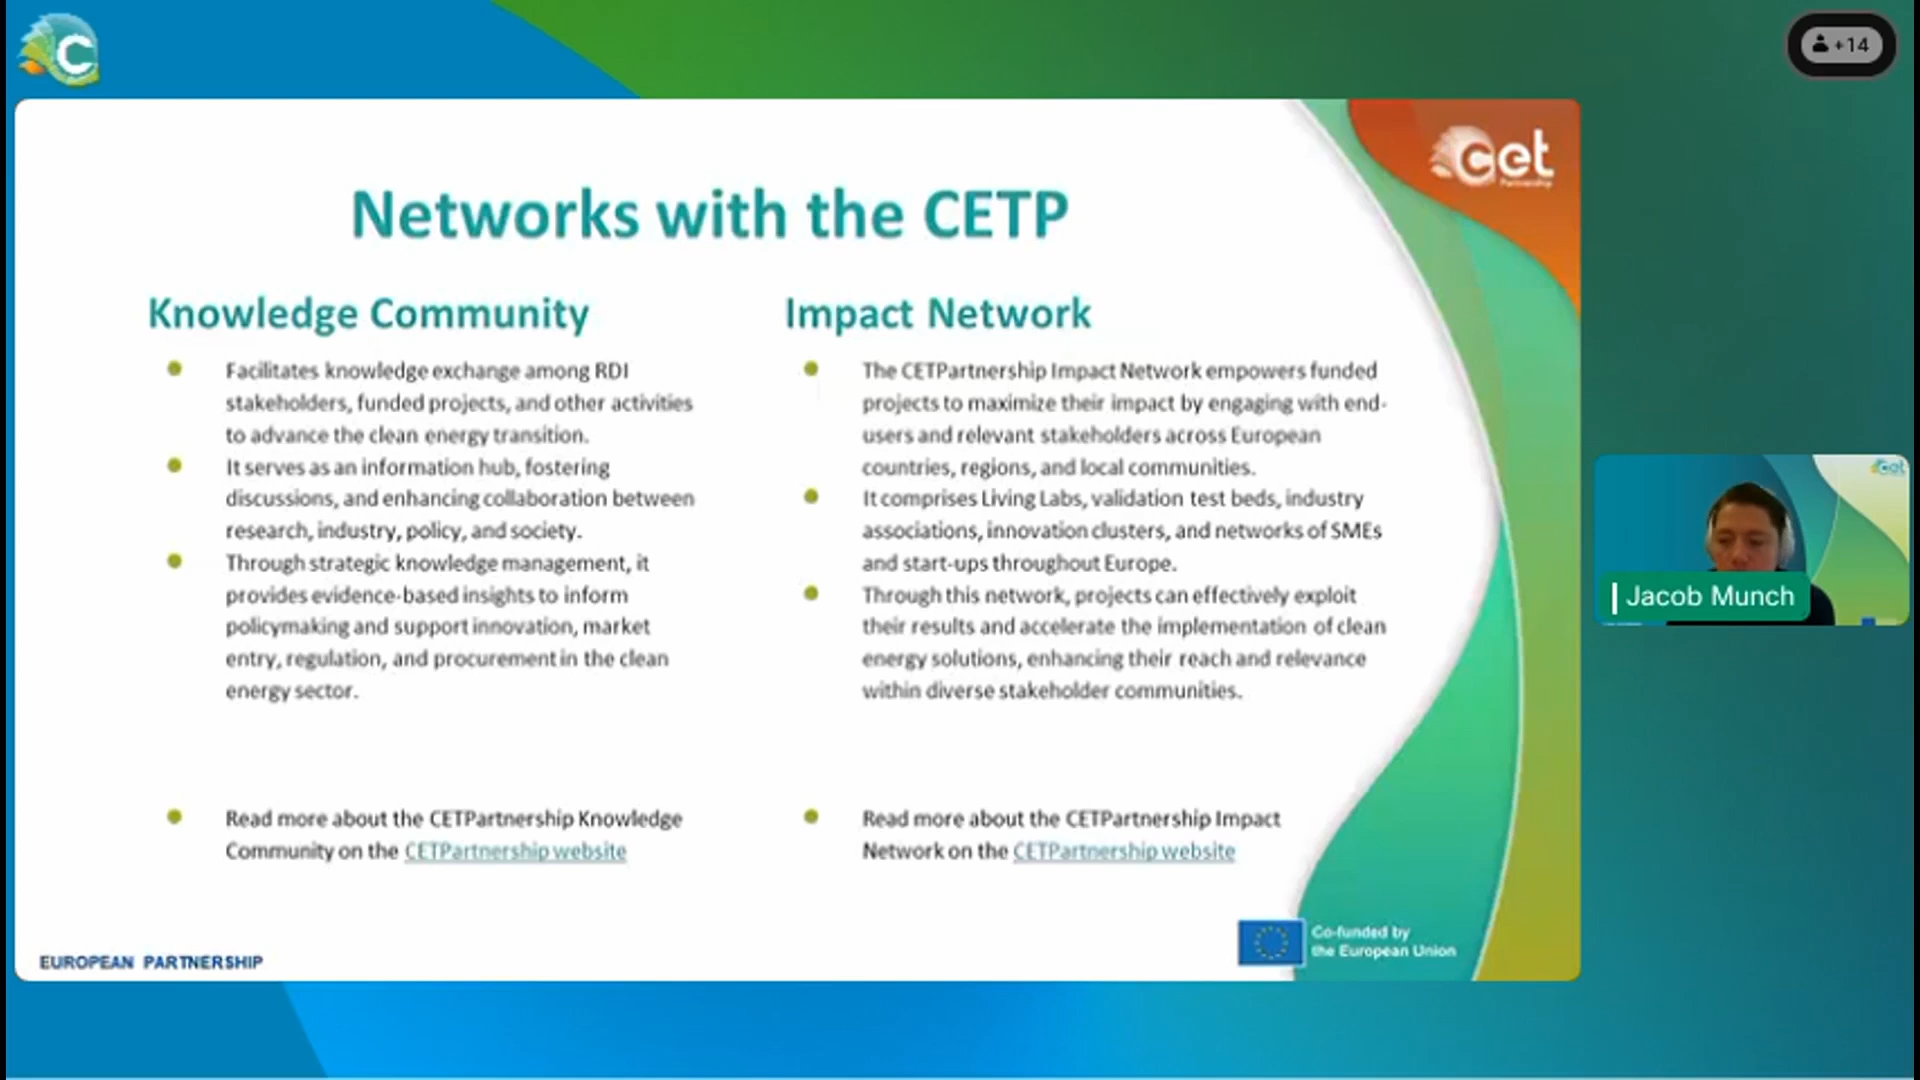 C
+14
cet
Partnership
Networks with the CETP
Knowledge Community
Facilitates knowledge exchange among RDI
stakeholders, funded projects, and other activities
to advance the clean energy transition.
It serves as an information hub, fostering
discussions, and enhancing collaboration between
research, industry, policy, and society.
Through strategic knowledge management, it
provides evidence-based insights to inform
policymaking and support innovation, market
entry, regulation, and procurement in the clean
energy sector.
Read more about the CETPartnership Knowledge
Community on the CETPartnership website
Impact Network
The CETPartnership Impact Network empowers funded
projects to maximize their impact by engaging with end-
users and relevant stakeholders across European
countries, regions, and local communities.
It comprises Living Labs, validation test beds, industry
associations, innovation clusters, and networks of SMEs
and start-ups throughout Europe.
Through this network, projects can effectively exploit
their results and accelerate the implementation of clean
energy solutions, enhancing their reach and relevance
within diverse stakeholder communities.
Read more about the CETPartnership Impact
Network on the CETPartnership website
cet
Jacob Munch
EUROPEAN PARTNERSHIP
Co-funded by
the European Union